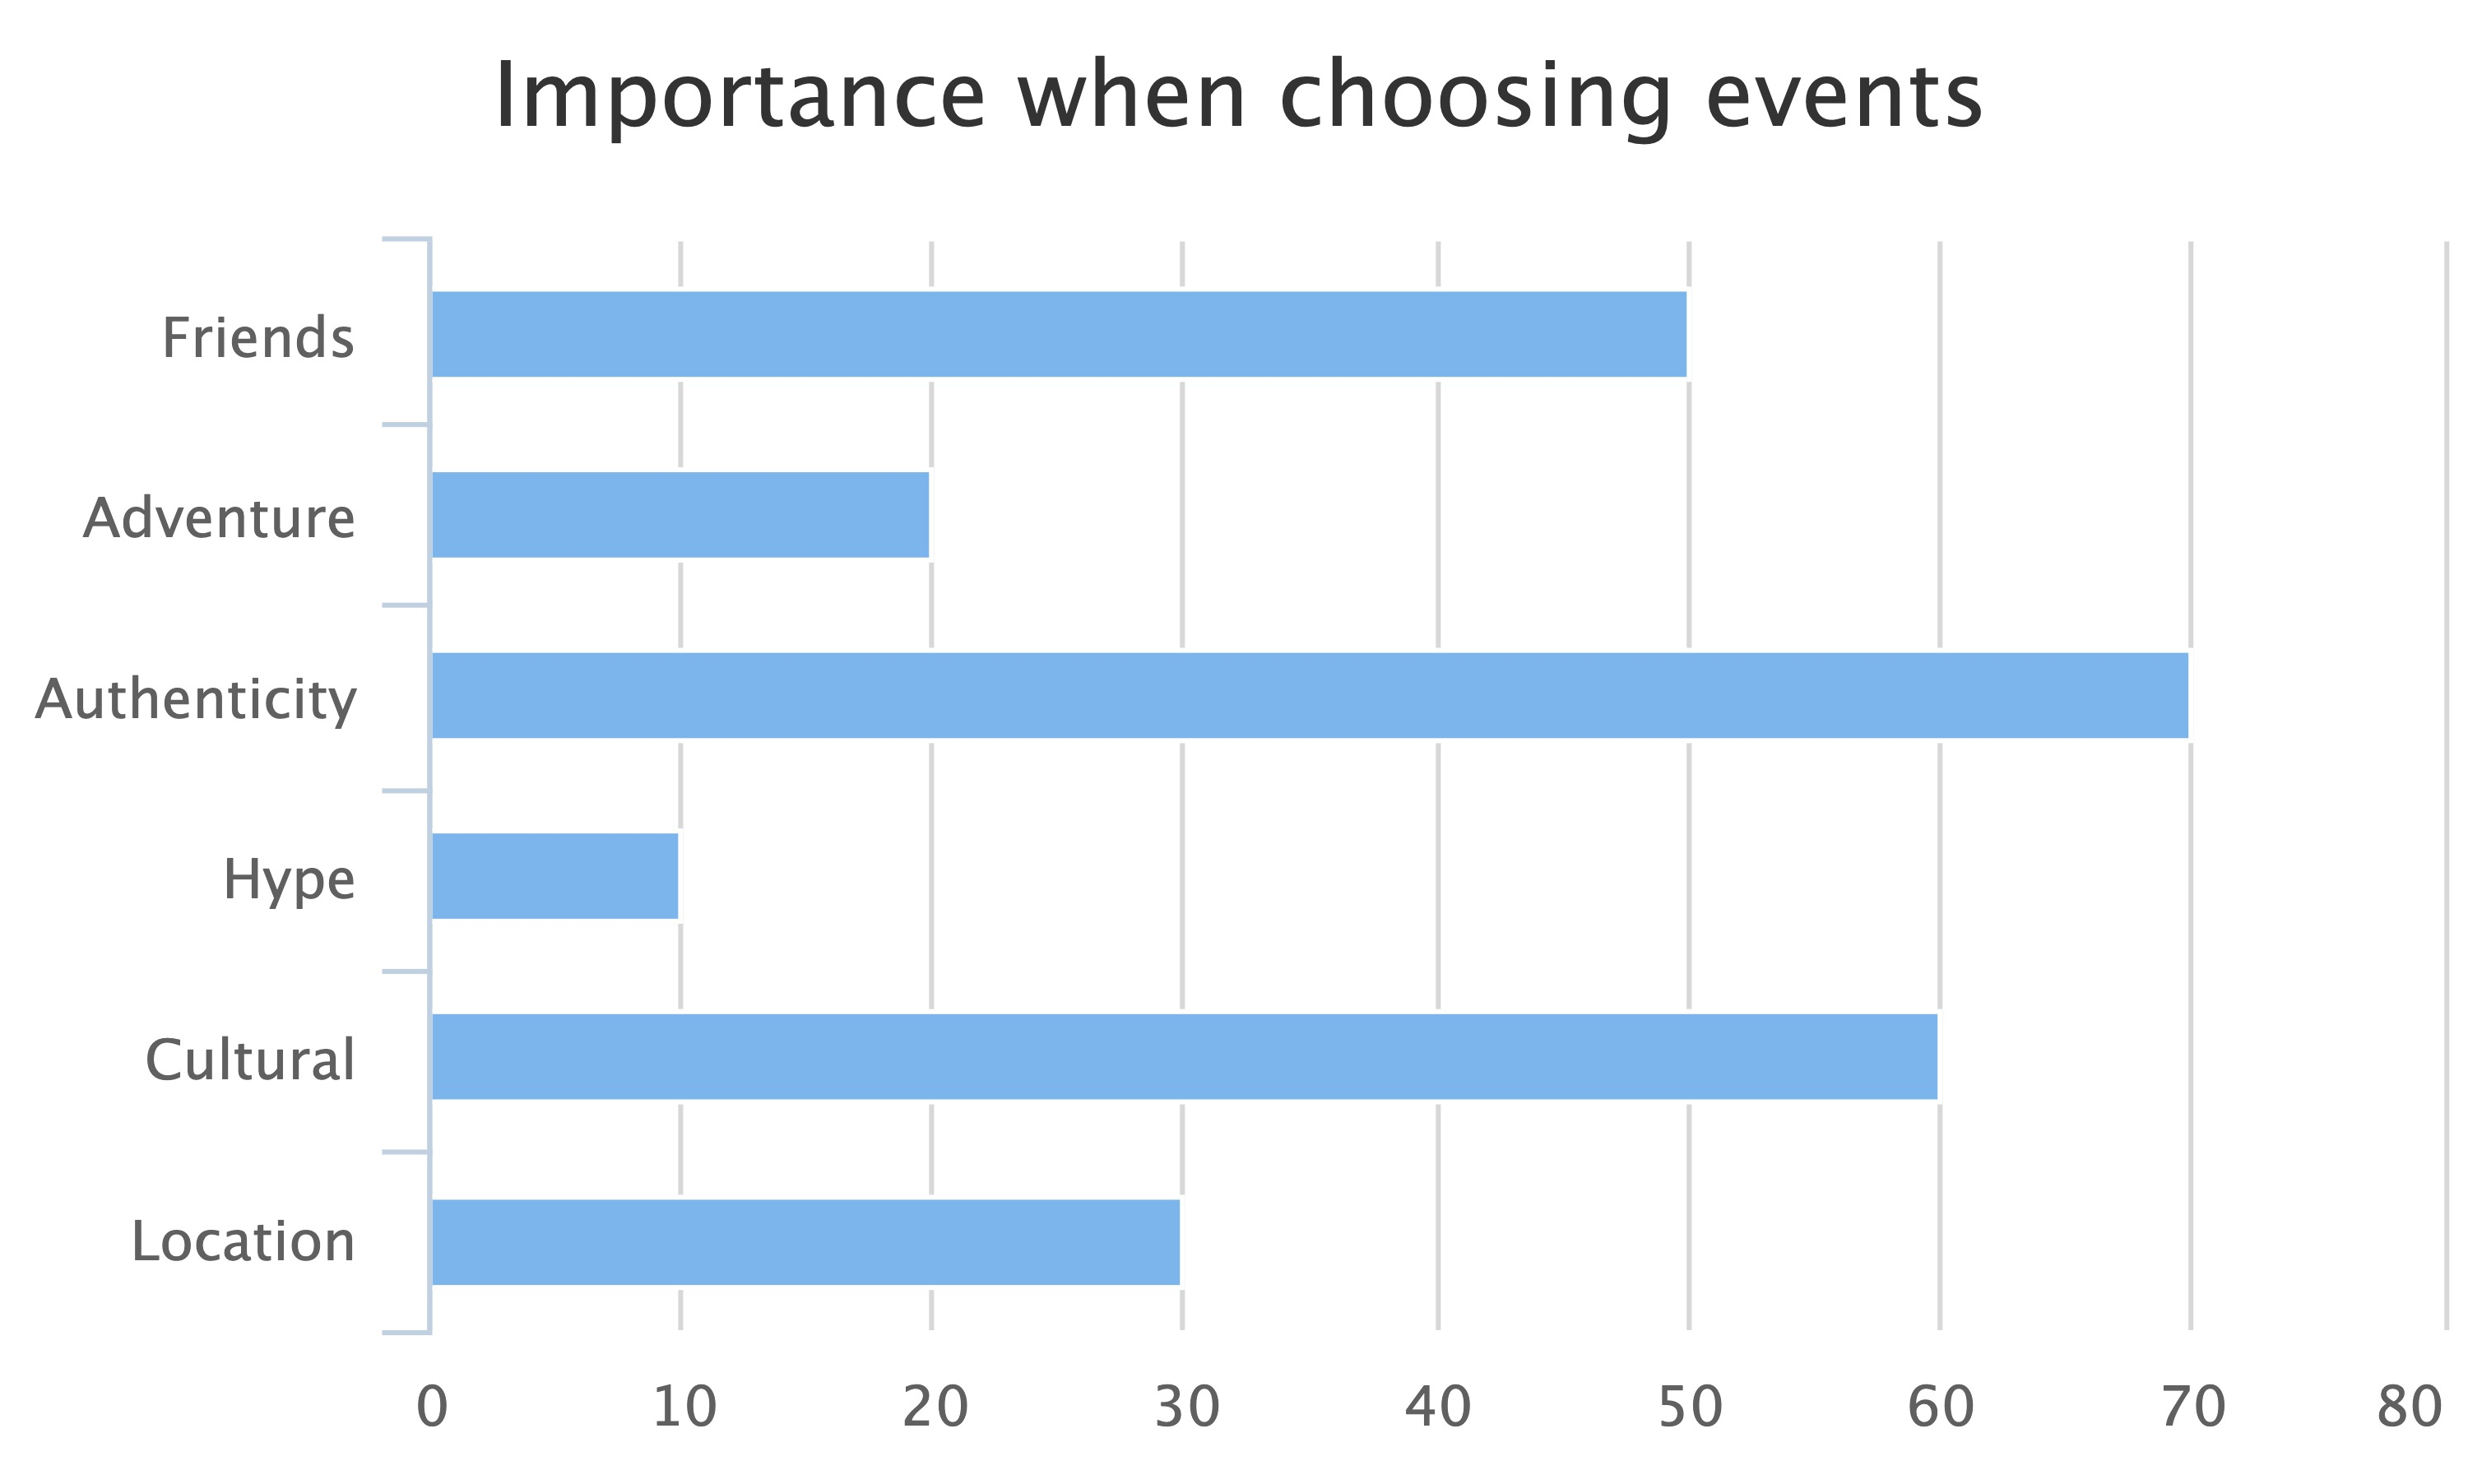 Importance when choosing events
Friends
Adventure
Authenticity
Hype
Cultural
Location
0 10 20 30 40 50 60 70 80